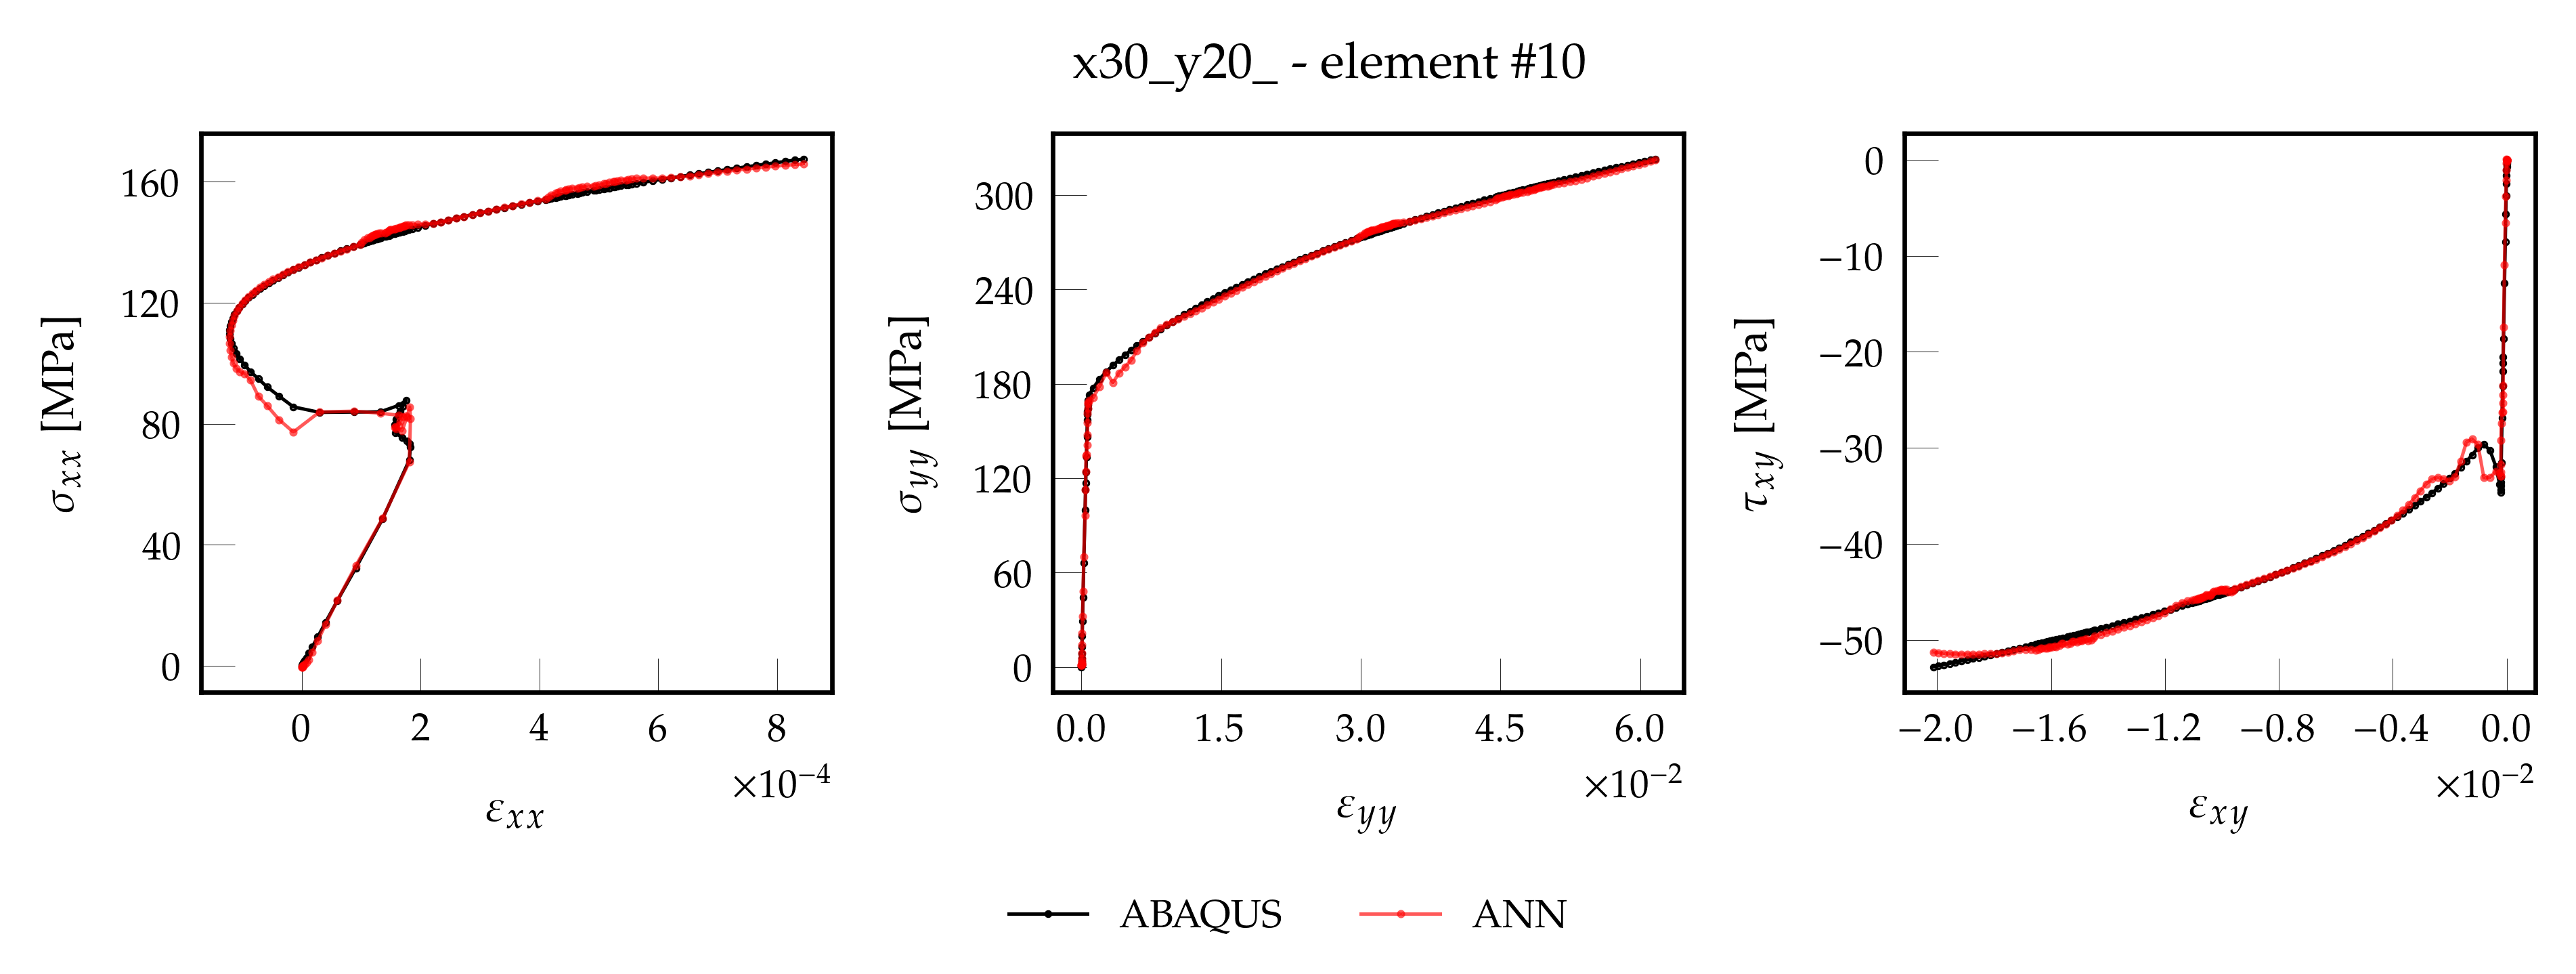 x30_y20_ - element #10
160
120
80
40
0
σxx [MPa]
0 2 4 6 8
×10⁻⁴
εxx
300
240
180
120
60
0
σyy [MPa]
0.0 1.5 3.0 4.5 6.0
×10⁻²
εyy
0
−10
−20
−30
−40
−50
τxy [MPa]
−2.0 −1.6 −1.2 −0.8 −0.4 0.0
×10⁻²
εxy
ABAQUS ANN